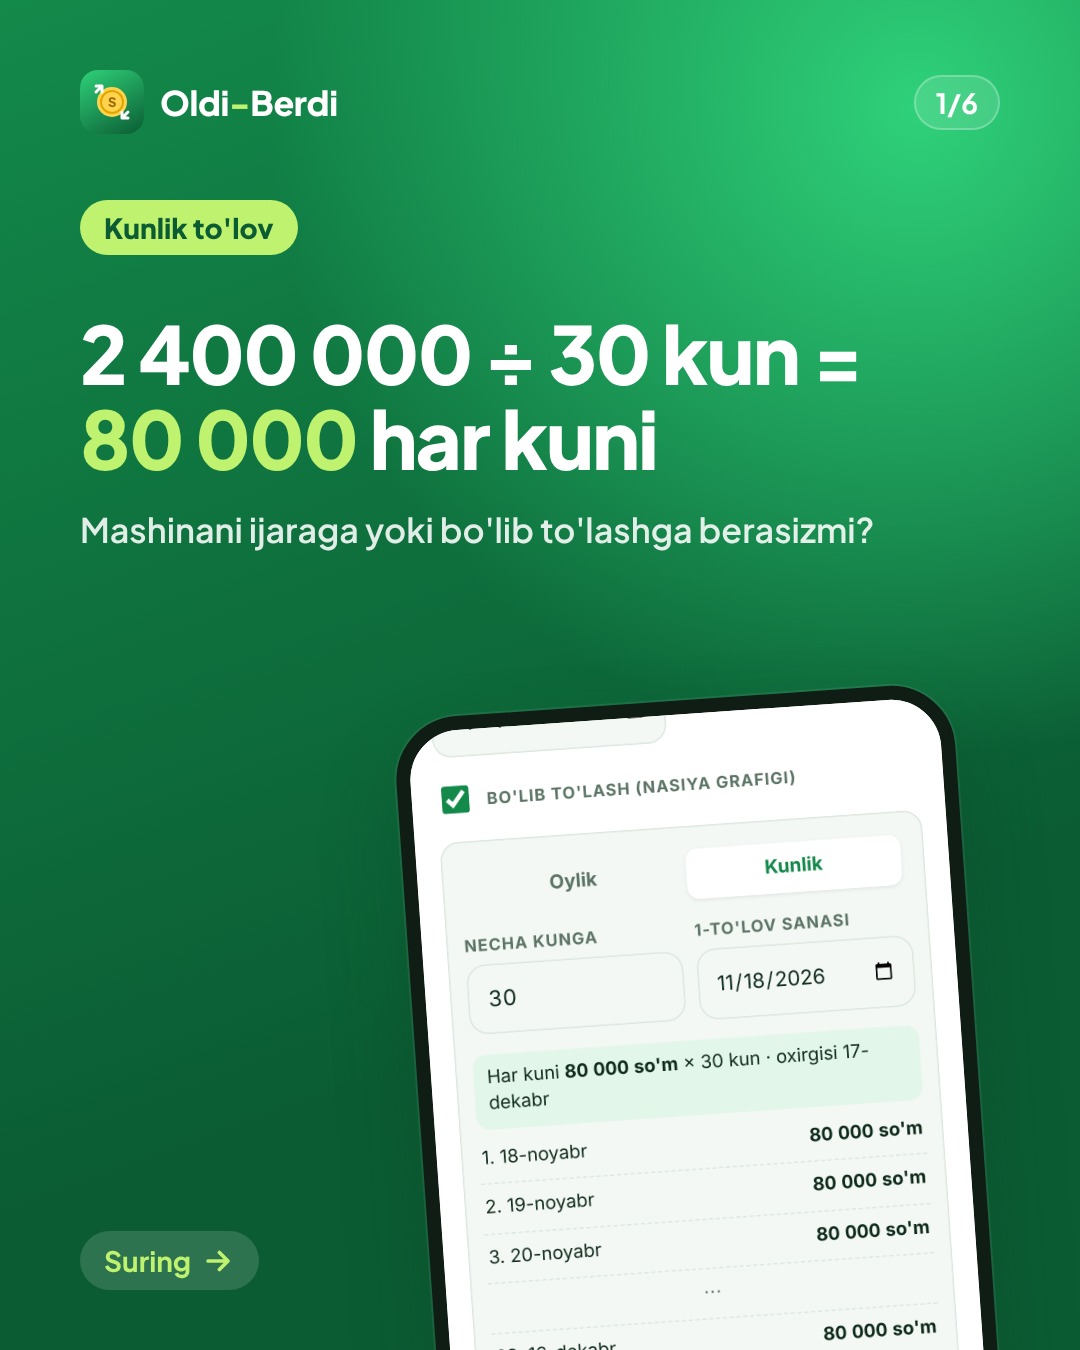 Oldi-Berdi
1/6
Kunlik to'lov
2 400 000 ÷ 30 kun =
80 000 har kuni
Mashinani ijaraga yoki bo'lib to'lashga berasizmi?
BO'LIB TO'LASH (NASIYA GRAFIGI)
Oylik
Kunlik
NECHA KUNGA
1-TO'LOV SANASI
30
11/18/2026
Har kuni 80 000 so'm × 30 kun · oxirgisi 17-
dekabr
1. 18-noyabr 80 000 so'm
2. 19-noyabr 80 000 so'm
3. 20-noyabr 80 000 so'm
...
80 000 so'm
Suring →